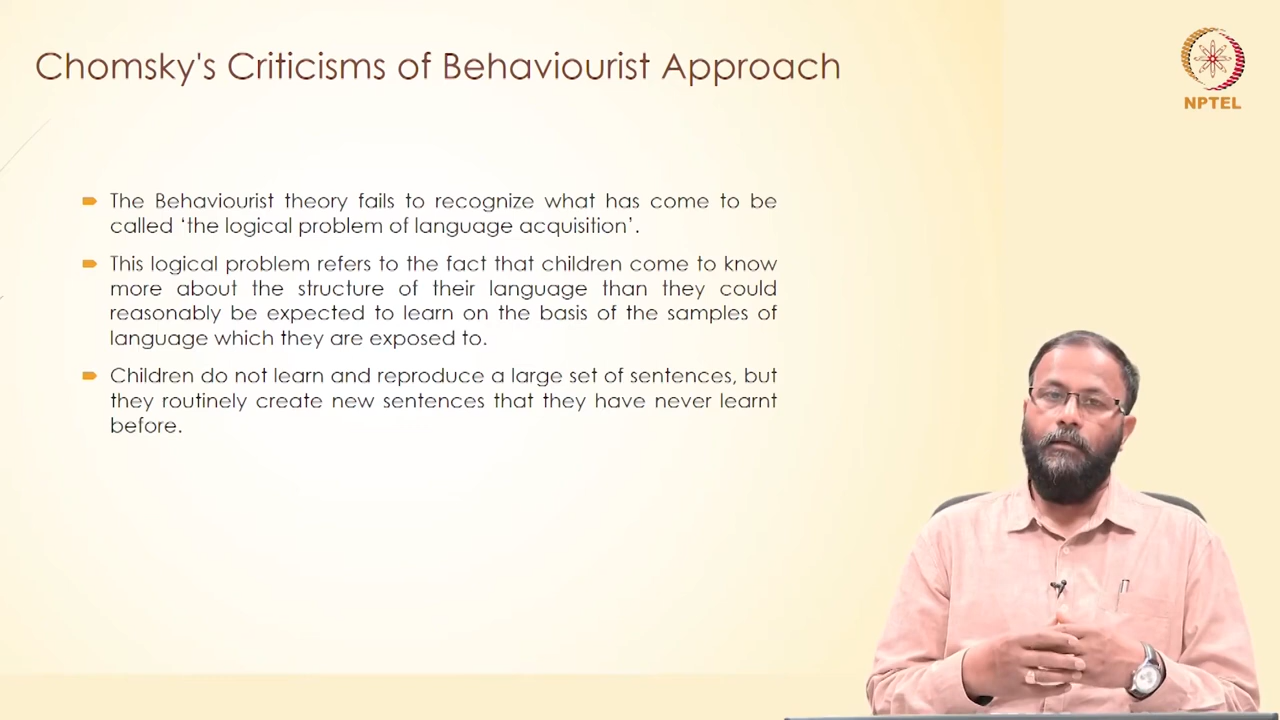 Chomsky's Criticisms of Behaviourist Approach
NPTEL
The Behaviourist theory fails to recognize what has come to be
called ‘the logical problem of language acquisition’.
This logical problem refers to the fact that children come to know
more about the structure of their language than they could
reasonably be expected to learn on the basis of the samples of
language which they are exposed to.
Children do not learn and reproduce a large set of sentences, but
they routinely create new sentences that they have never learnt
before.